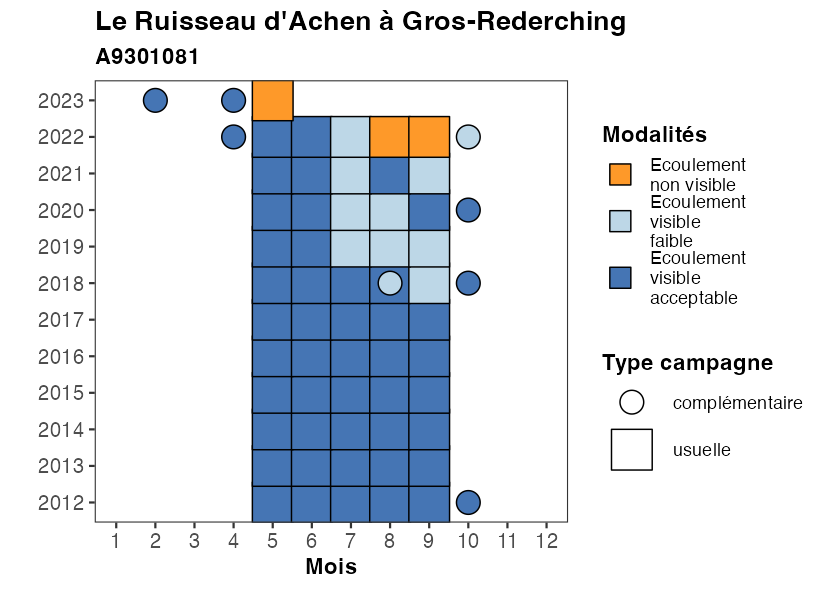 Le Ruisseau d'Achen à Gros-Rederching
A9301081
2023
2022
2021
2020
2019
2018
2017
2016
2015
2014
2013
2012
1 2 3 4 5 6 7 8 9 10 11 12
Mois
Modalités
Ecoulement
non visible
Ecoulement
visible
faible
Ecoulement
visible
acceptable
Type campagne
complémentaire
usuelle